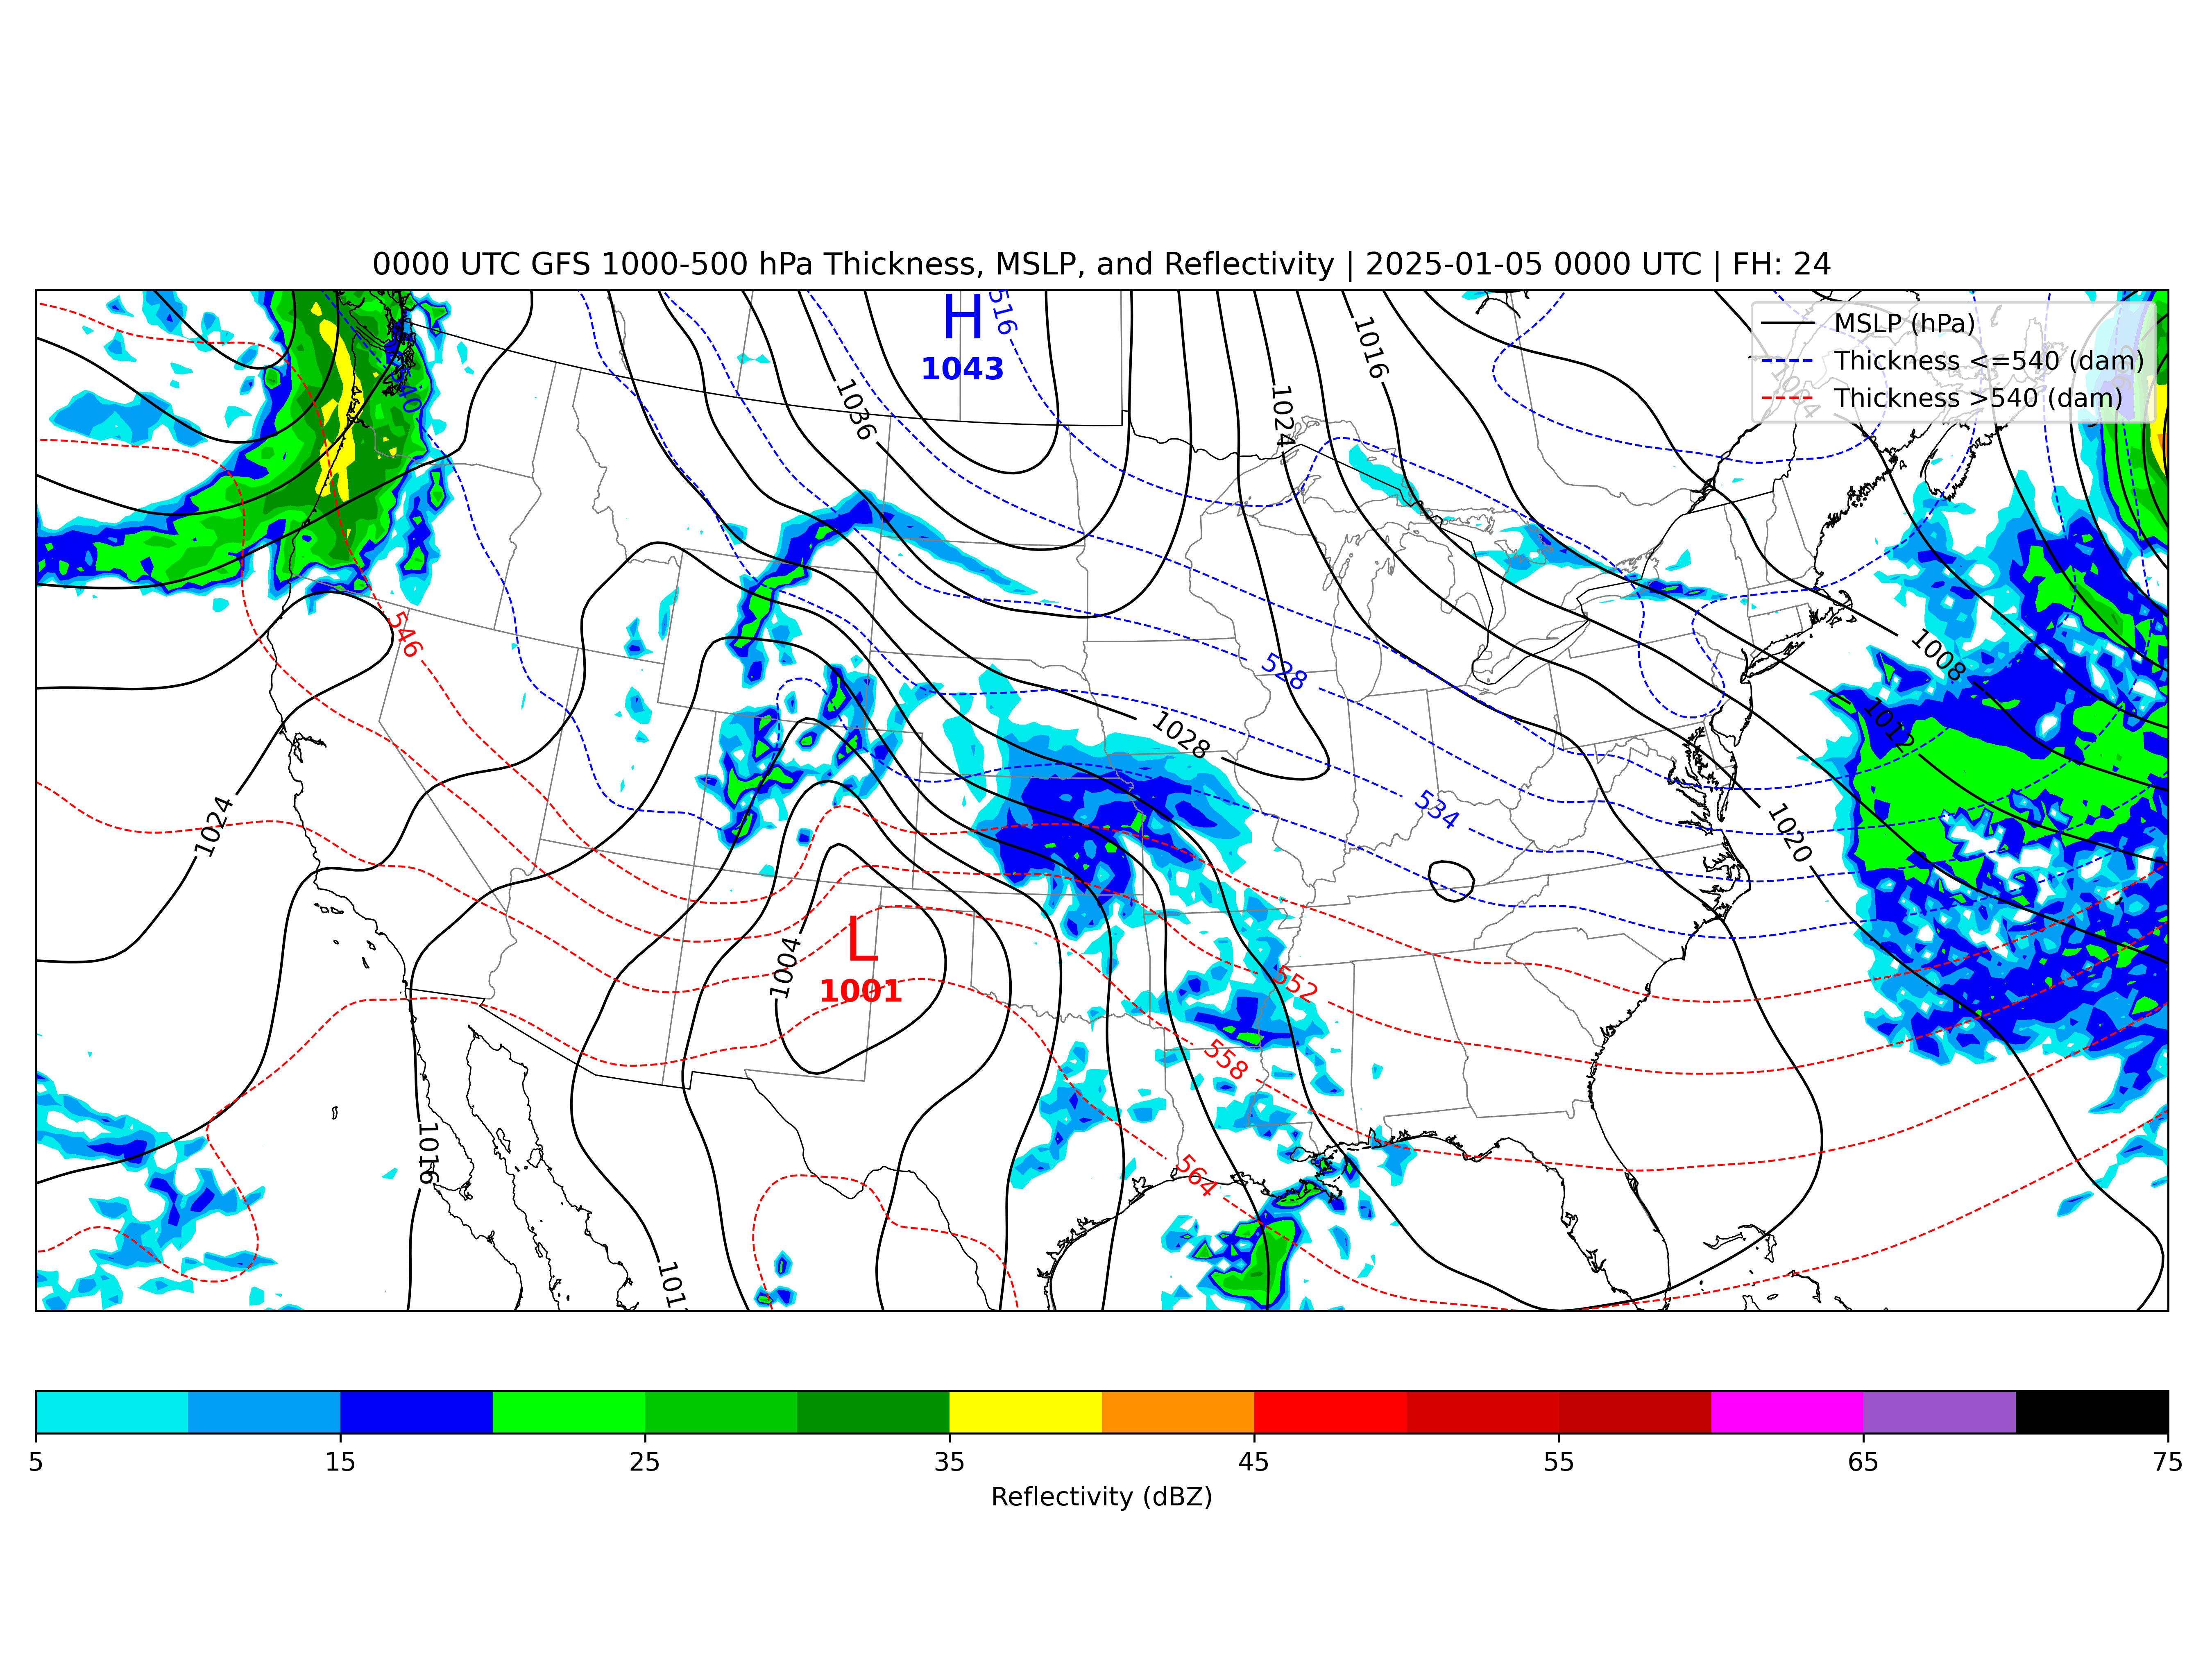 0000 UTC GFS 1000-500 hPa Thickness, MSLP, and Reflectivity | 2025-01-05 0000 UTC | FH: 24
H
1043
516
MSLP (hPa)
Thickness <=540 (dam)
Thickness >540 (dam)
1016
1036
1024
546
528
1008
1012
1028
1024
534
1020
L
1001
1004
552
558
1016
564
101
5 15 25 35 45 55 65 75
Reflectivity (dBZ)